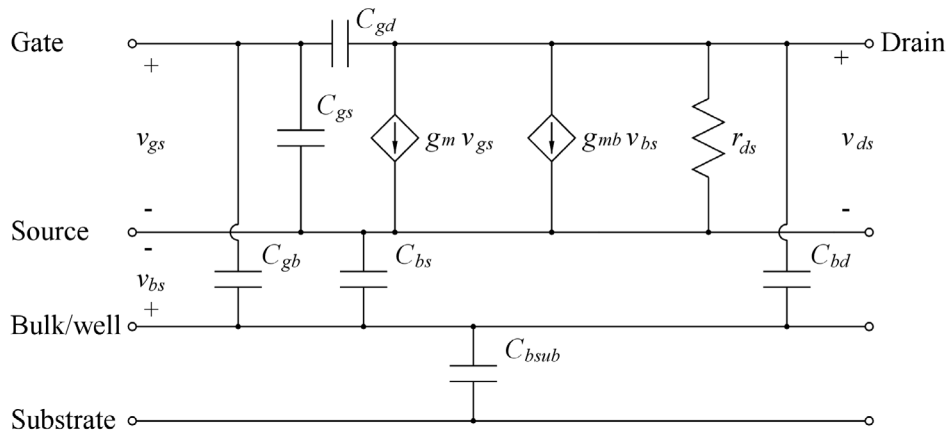 Gate
C_gd
Drain
+
+
C_gs
v_gs
g_m v_gs
g_mb v_bs
r_ds
v_ds
-
-
Source
-
C_gb
C_bs
C_bd
v_bs
+
Bulk/well
C_bsub
Substrate